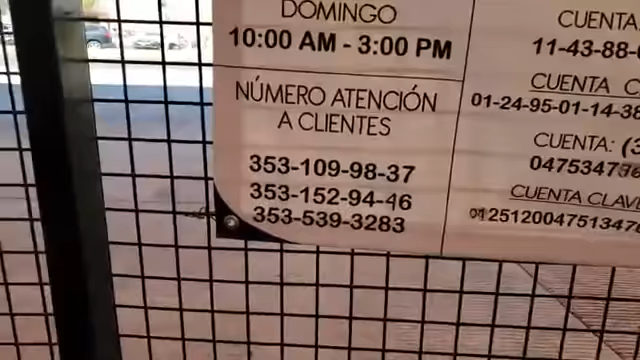 DOMINGO
10:00 AM - 3:00 PM
NÚMERO ATENCIÓN
A CLIENTES
353-109-98-37
353-152-94-46
353-539-3283
CUENTA
11-43-88-
CUENTA C
01-24-95-01-14-38
CUENTA: (3
CUENTA CLAVE